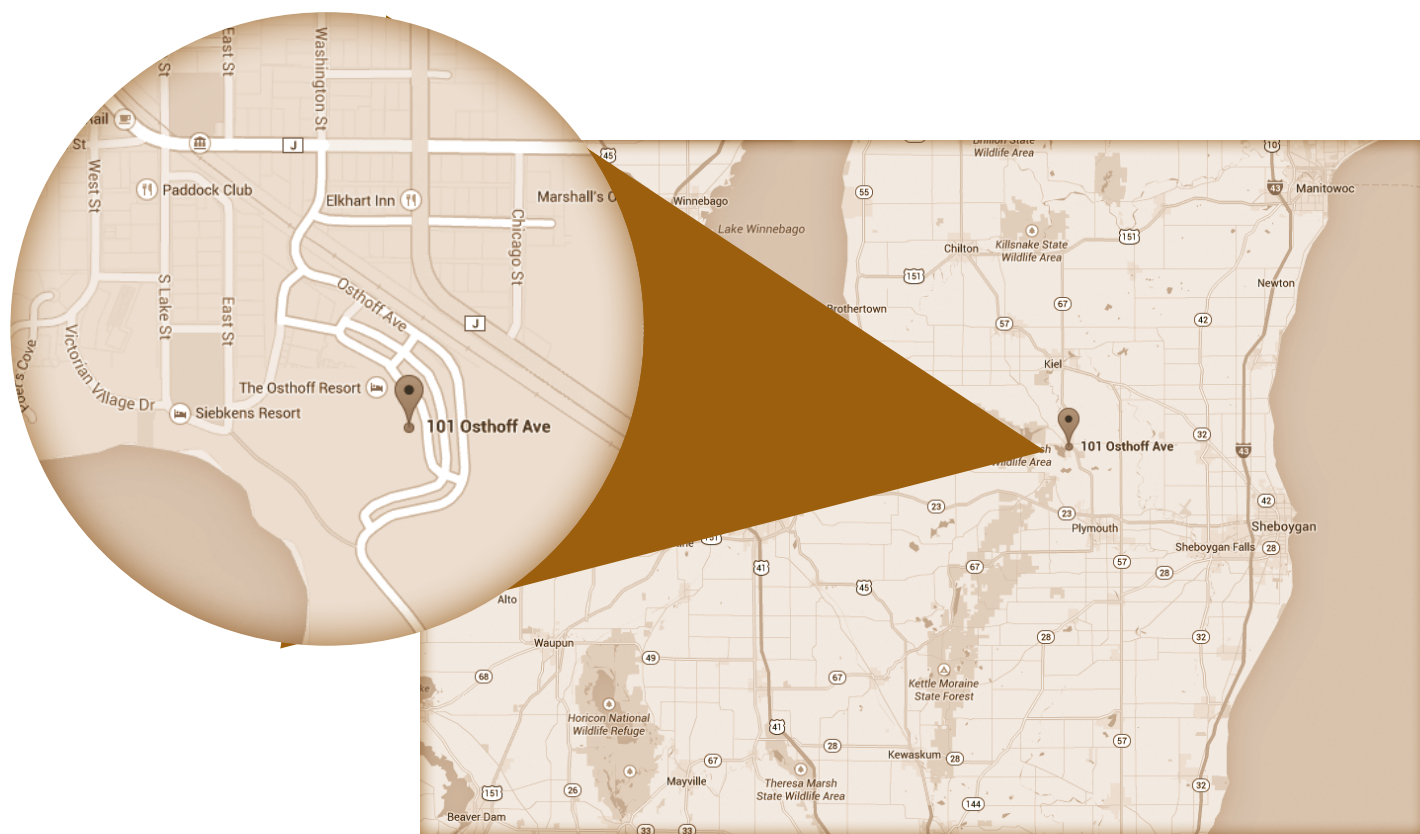 St
East St
Washington St
ail
St
J
West St
Paddock Club
Elkhart Inn
Marshall's
Chicago St
S Lake St
East St
Osthoff Ave
J
Victorian Village Dr
The Osthoff Resort
Siebkens Resort
101 Osthoff Ave
45
Winnebago
Lake Winnebago
55
151
Brothertown
Brillion State
Wildlife Area
10
43
Manitowoc
Chilton
Killsnake State
Wildlife Area
151
Newton
67
57
42
Kiel
101 Osthoff Ave
Wildlife Area
32
43
23
23
42
Plymouth
Sheboygan
Sheboygan Falls
28
57
28
67
41
45
Alto
Waupun
49
68
28
32
67
Kettle Moraine
State Forest
Horicon National
Wildlife Refuge
41
28
57
Kewaskum
28
67
Mayville
Theresa Marsh
State Wildlife Area
32
151
26
144
Beaver Dam
33
33